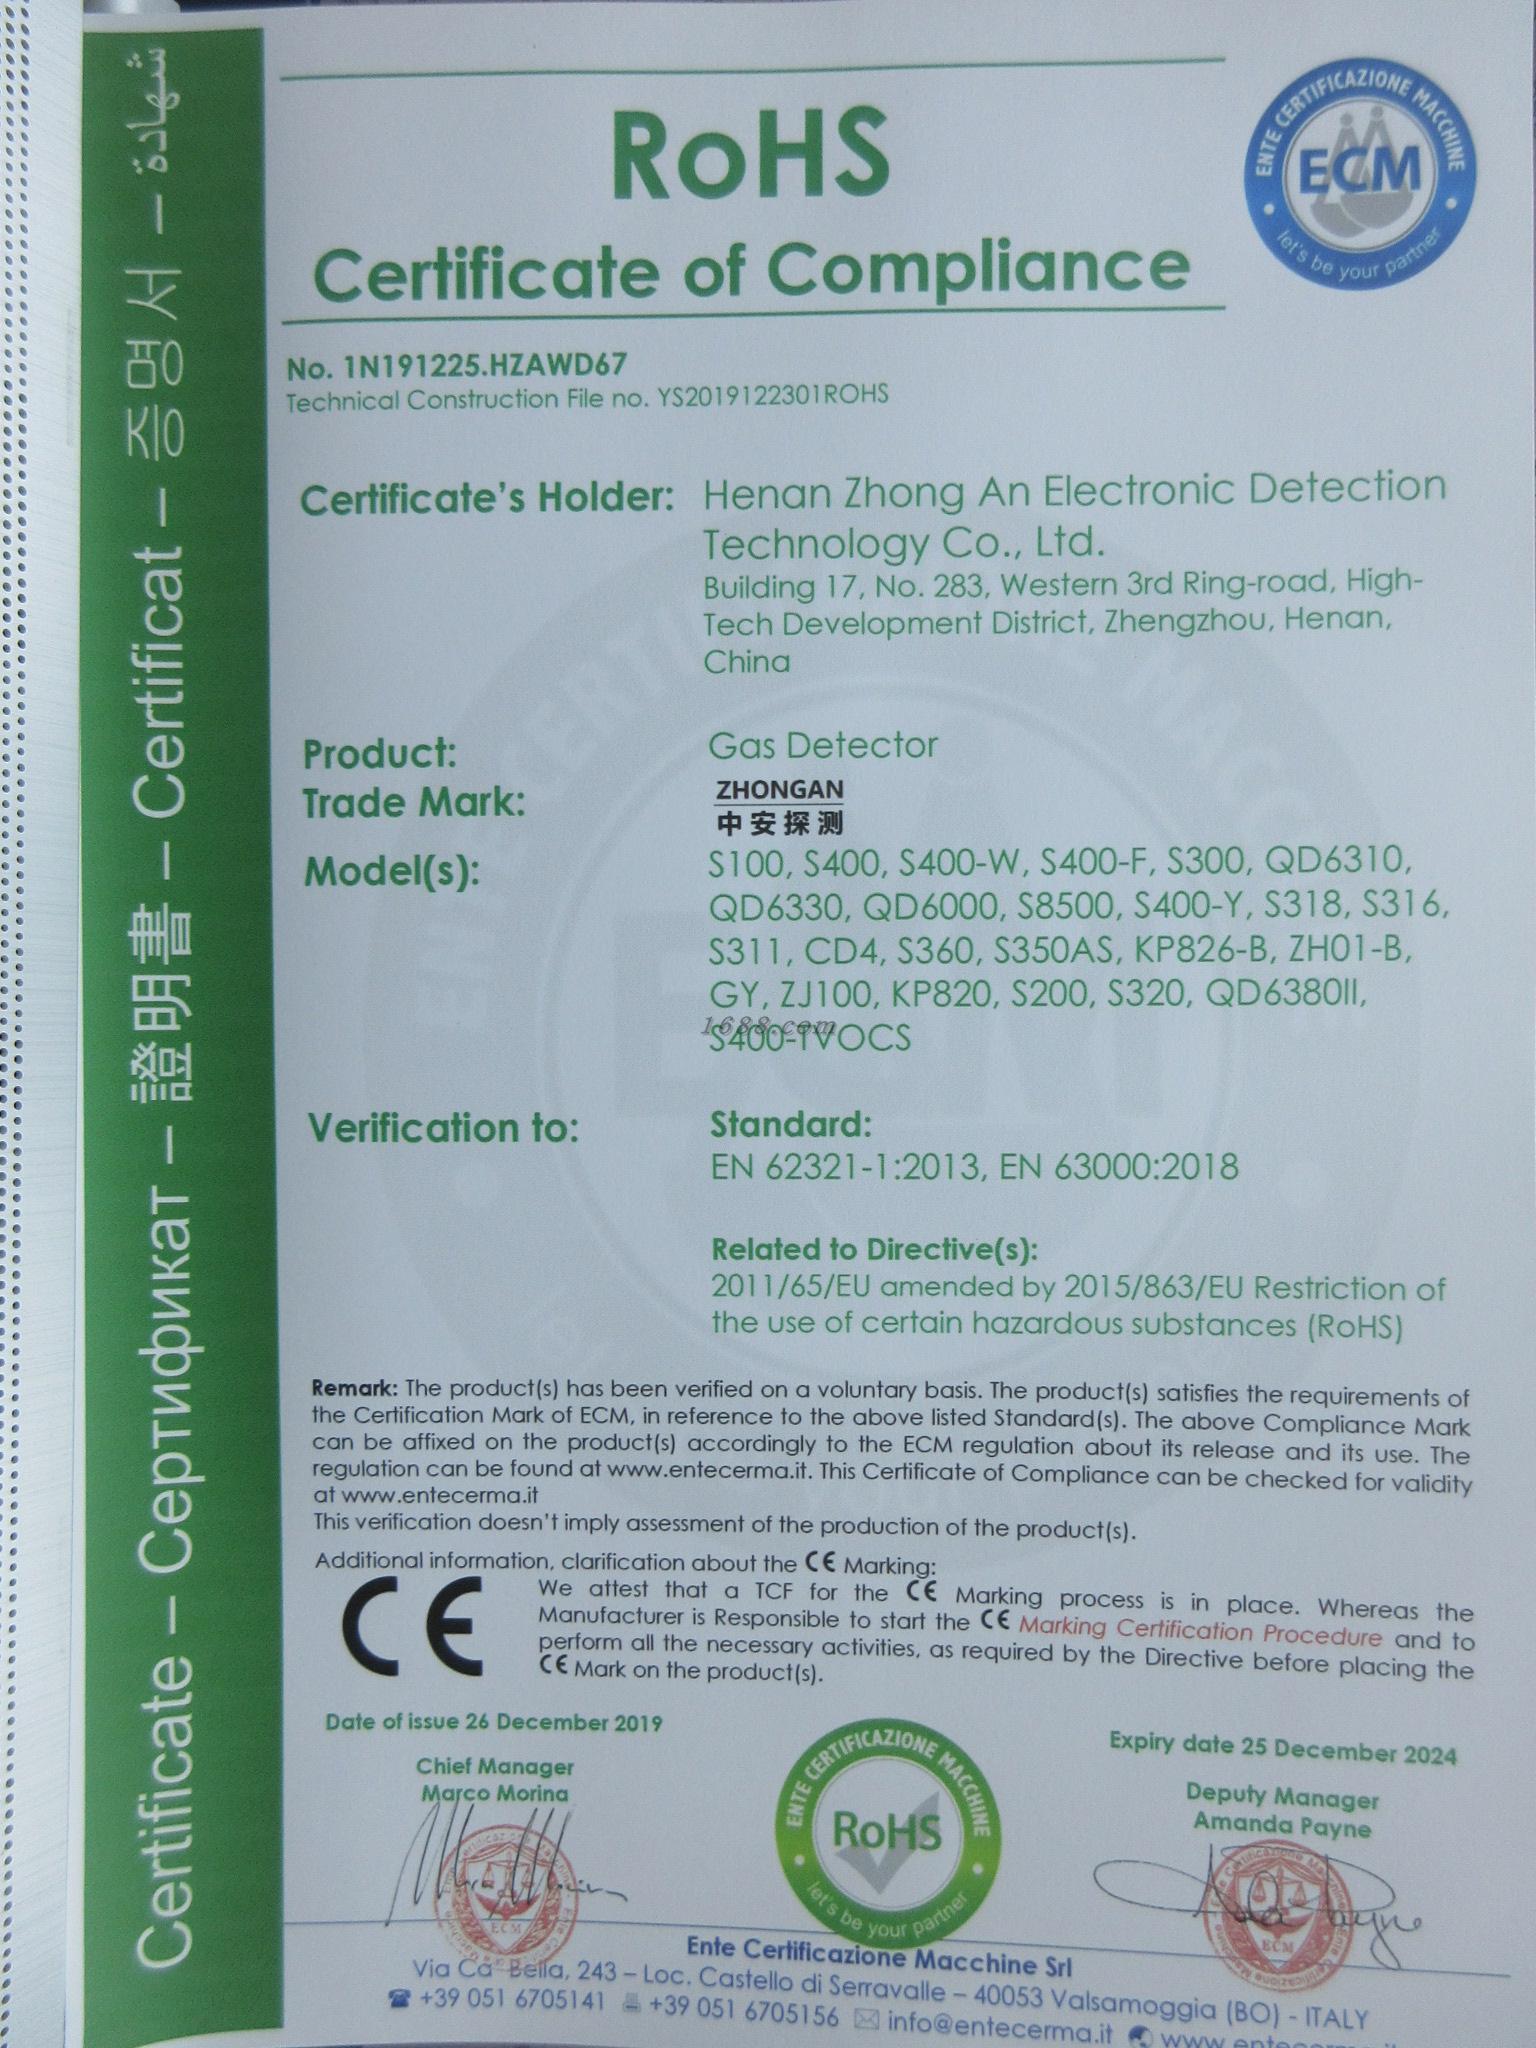 Certificate – Сертификат – 證明書 – Certificat – 증명서 – شهادة
ENTE CERTIFICAZIONE MACCHINE
ECM
let's be your partner
RoHS
Certificate of Compliance
No. 1N191225.HZAWD67
Technical Construction File no. YS2019122301ROHS
Certificate's Holder: Henan Zhong An Electronic Detection
Technology Co., Ltd.
Building 17, No. 283, Western 3rd Ring-road, High-
Tech Development District, Zhengzhou, Henan,
China
Product: Gas Detector
Trade Mark: ZHONGAN
中安探测
Model(s): S100, S400, S400-W, S400-F, S300, QD6310,
QD6330, QD6000, S8500, S400-Y, S318, S316,
S311, CD4, S360, S350AS, KP826-B, ZH01-B,
GY, ZJ100, KP820, S200, S320, QD6380II,
1688.com
S400-TVOCS
Verification to: Standard:
EN 62321-1:2013, EN 63000:2018
Related to Directive(s):
2011/65/EU amended by 2015/863/EU Restriction of
the use of certain hazardous substances (RoHS)
Remark: The product(s) has been verified on a voluntary basis. The product(s) satisfies the requirements of
the Certification Mark of ECM, in reference to the above listed Standard(s). The above Compliance Mark
can be affixed on the product(s) accordingly to the ECM regulation about its release and its use. The
regulation can be found at www.entecerma.it. This Certificate of Compliance can be checked for validity
at www.entecerma.it
This verification doesn't imply assessment of the production of the product(s).
Additional information, clarification about the CE Marking:
CE
We attest that a TCF for the CE Marking process is in place. Whereas the
Manufacturer is Responsible to start the CE Marking Certification Procedure and to
perform all the necessary activities, as required by the Directive before placing the
CE Mark on the product(s).
Date of issue 26 December 2019
Expiry date 25 December 2024
Chief Manager
Marco Morina
Deputy Manager
Amanda Payne
ENTE CERTIFICAZIONE MACCHINE
RoHS
let's be your partner
ECM
ECM
Ente Certificazione Macchine Srl
Via Ca' Bella, 243 – Loc. Castello di Serravalle – 40053 Valsamoggia (BO) - ITALY
☎ +39 051 6705141 +39 051 6705156 ✉ info@entecerma.it